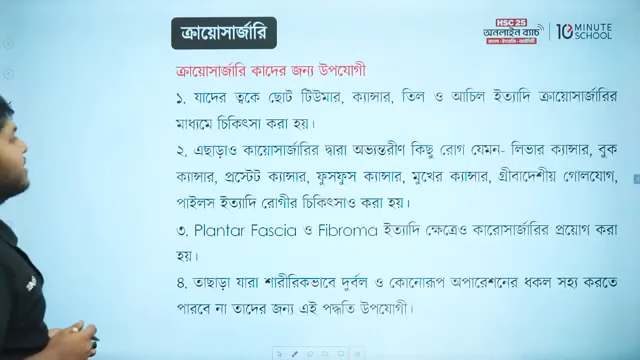 ক্রায়োসার্জারি
HSC 25
অনলাইন ব্যাচ
বাংলা · ইংরেজি · আইসিটি
10 MINUTE SCHOOL
ক্রায়োসার্জারি কাদের জন্য উপযোগী
১. যাদের ত্বকে ছোট টিউমার, ক্যান্সার, তিল ও আচিল ইত্যাদি ক্রায়োসার্জারির
মাধ্যমে চিকিৎসা করা হয়।
২. এছাড়াও কায়োসার্জারির দ্বারা অভ্যন্তরীণ কিছু রোগ যেমন- লিভার ক্যান্সার, বুক
ক্যান্সার, প্রস্টেট ক্যান্সার, ফুসফুস ক্যান্সার, মুখের ক্যান্সার, গ্রীবাদেশীয় গোলযোগ,
পাইলস ইত্যাদি রোগীর চিকিৎসাও করা হয়।
৩. Plantar Fascia ও Fibroma ইত্যাদি ক্ষেত্রেও কারোসার্জারির প্রয়োগ করা
হয়।
৪. তাছাড়া যারা শারীরিকভাবে দুর্বল ও কোনোরূপ অপারেশনের ধকল সহ্য করতে
পারবে না তাদের জন্য এই পদ্ধতি উপযোগী।